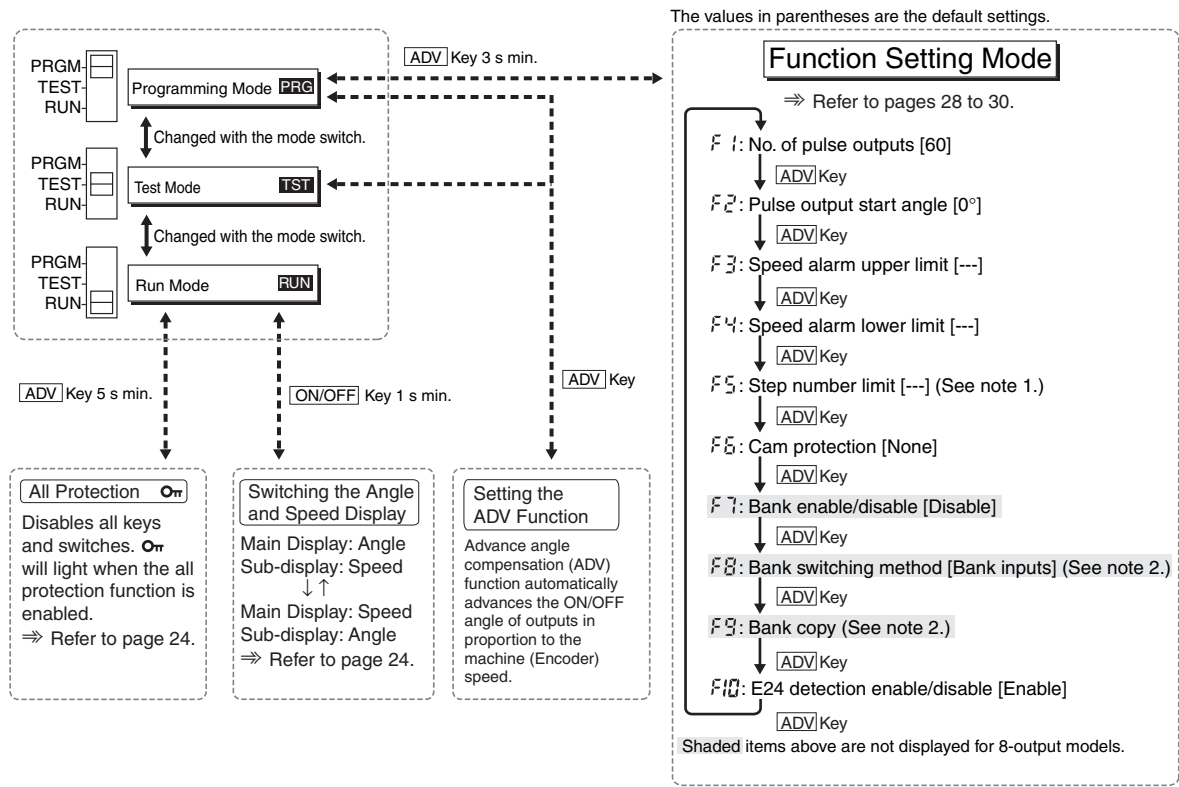 The values in parentheses are the default settings.
PRGM
TEST
RUN
Programming Mode PRG
ADV Key 3 s min.
Changed with the mode switch.
PRGM
TEST
RUN
Test Mode TST
Changed with the mode switch.
PRGM
TEST
RUN
Run Mode RUN
ADV Key 5 s min.
ON/OFF Key 1 s min.
ADV Key
All Protection
Disables all keys
and switches.
will light when the all
protection function is
enabled.
⇒ Refer to page 24.
Switching the Angle
and Speed Display
Main Display: Angle
Sub-display: Speed
↓↑
Main Display: Speed
Sub-display: Angle
⇒ Refer to page 24.
Setting the
ADV Function
Advance angle
compensation (ADV)
function automatically
advances the ON/OFF
angle of outputs in
proportion to the
machine (Encoder)
speed.
Function Setting Mode
⇒ Refer to pages 28 to 30.
F1: No. of pulse outputs [60]
ADV Key
F2: Pulse output start angle [0°]
ADV Key
F3: Speed alarm upper limit [---]
ADV Key
F4: Speed alarm lower limit [---]
ADV Key
F5: Step number limit [---] (See note 1.)
ADV Key
F6: Cam protection [None]
ADV Key
F7: Bank enable/disable [Disable]
ADV Key
F8: Bank switching method [Bank inputs] (See note 2.)
ADV Key
F9: Bank copy (See note 2.)
ADV Key
F10: E24 detection enable/disable [Enable]
ADV Key
Shaded items above are not displayed for 8-output models.